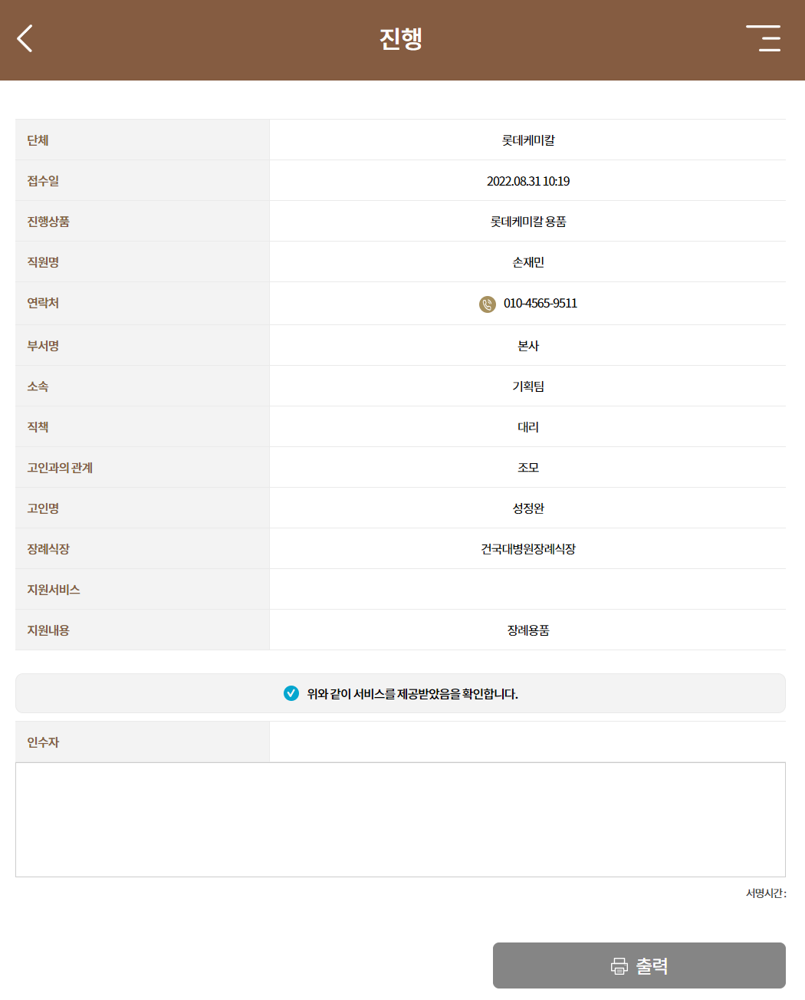 진행
단체 롯데케미칼
접수일 2022.08.31 10:19
진행상품 롯데케미칼 용품
직원명 손재민
연락처 010-4565-9511
부서명 본사
소속 기획팀
직책 대리
고인과의 관계 조모
고인명 성정완
장례식장 건국대병원장례식장
지원서비스
지원내용 장례용품
위와 같이 서비스를 제공받았음을 확인합니다.
인수자
서명시간 :
출력